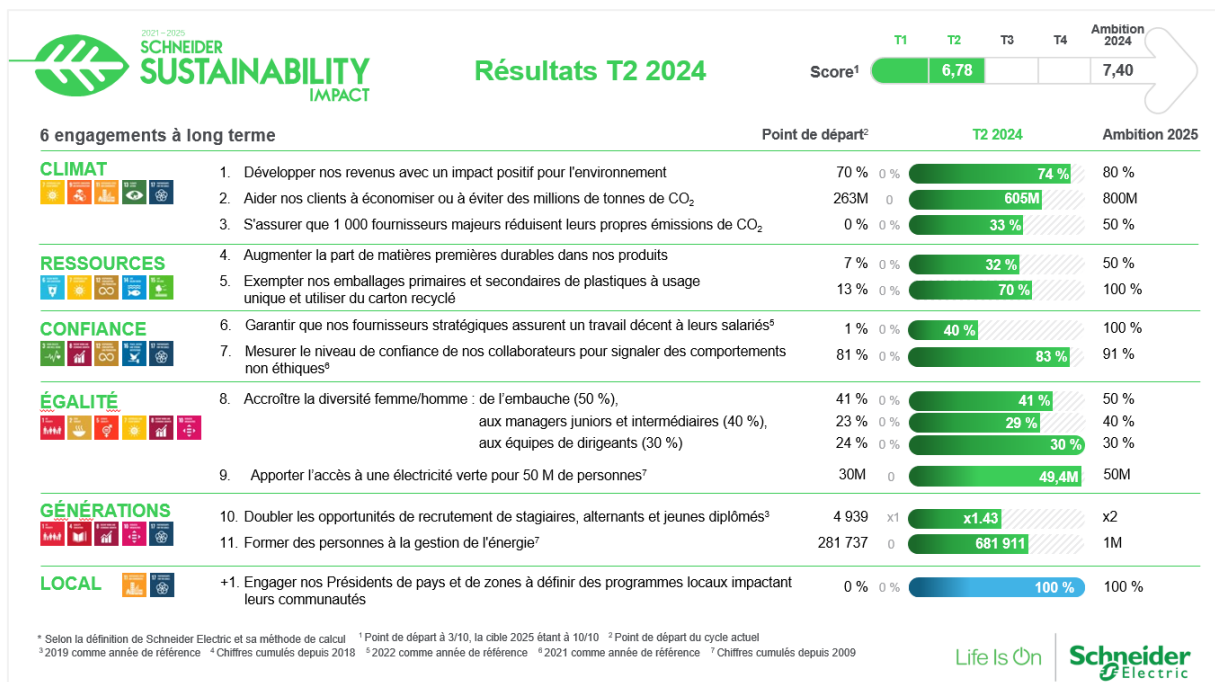 2021 – 2025
SCHNEIDER
SUSTAINABILITY
IMPACT
Résultats T2 2024
T1 T2 T3 T4 Ambition 2024
Score¹ 6,78 7,40
6 engagements à long terme Point de départ² T2 2024 Ambition 2025
CLIMAT
1. Développer nos revenus avec un impact positif pour l'environnement 70 % 0 % 74 % 80 %
2. Aider nos clients à économiser ou à éviter des millions de tonnes de CO₂ 263M 0 605M 800M
3. S'assurer que 1 000 fournisseurs majeurs réduisent leurs propres émissions de CO₂ 0 % 0 % 33 % 50 %
RESSOURCES
4. Augmenter la part de matières premières durables dans nos produits 7 % 0 % 32 % 50 %
5. Exempter nos emballages primaires et secondaires de plastiques à usage
unique et utiliser du carton recyclé 13 % 0 % 70 % 100 %
CONFIANCE
6. Garantir que nos fournisseurs stratégiques assurent un travail décent à leurs salariés⁵ 1 % 0 % 40 % 100 %
7. Mesurer le niveau de confiance de nos collaborateurs pour signaler des comportements
non éthiques⁶ 81 % 0 % 83 % 91 %
ÉGALITÉ
8. Accroître la diversité femme/homme : de l'embauche (50 %), 41 % 0 % 41 % 50 %
aux managers juniors et intermédiaires (40 %), 23 % 0 % 29 % 40 %
aux équipes de dirigeants (30 %) 24 % 0 % 30 % 30 %
9. Apporter l'accès à une électricité verte pour 50 M de personnes⁷ 30M 0 49,4M 50M
GÉNÉRATIONS
10. Doubler les opportunités de recrutement de stagiaires, alternants et jeunes diplômés³ 4 939 x1 x1.43 x2
11. Former des personnes à la gestion de l'énergie⁷ 281 737 0 681 911 1M
LOCAL
+1. Engager nos Présidents de pays et de zones à définir des programmes locaux impactant
leurs communautés 0 % 0 % 100 % 100 %
* Selon la définition de Schneider Electric et sa méthode de calcul ¹ Point de départ à 3/10, la cible 2025 étant à 10/10 ² Point de départ du cycle actuel
³ 2019 comme année de référence ⁴ Chiffres cumulés depuis 2018 ⁵ 2022 comme année de référence ⁶ 2021 comme année de référence ⁷ Chiffres cumulés depuis 2009
Life Is On
Schneider
Electric